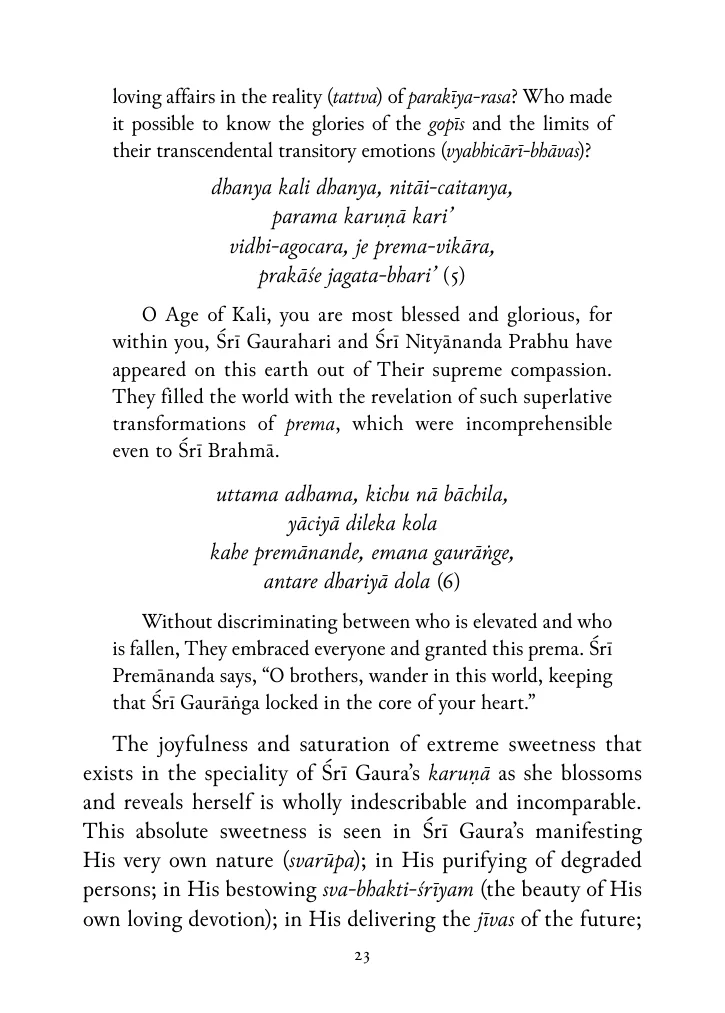 loving affairs in the reality (tattva) of parakīya-rasa? Who made
it possible to know the glories of the gopīs and the limits of
their transcendental transitory emotions (vyabhicārī-bhāvas)?
dhanya kali dhanya, nitāi-caitanya,
parama karuṇā kari’
vidhi-agocara, je prema-vikāra,
prakāśe jagata-bhari’ (5)
O Age of Kali, you are most blessed and glorious, for
within you, Śrī Gaurahari and Śrī Nityānanda Prabhu have
appeared on this earth out of Their supreme compassion.
They filled the world with the revelation of such superlative
transformations of prema, which were incomprehensible
even to Śrī Brahmā.
uttama adhama, kichu nā bāchila,
yāciyā dileka kola
kahe premānande, emana gaurāṅge,
antare dhariyā dola (6)
Without discriminating between who is elevated and who
is fallen, They embraced everyone and granted this prema. Śrī
Premānanda says, “O brothers, wander in this world, keeping
that Śrī Gaurāṅga locked in the core of your heart.”
The joyfulness and saturation of extreme sweetness that
exists in the speciality of Śrī Gaura’s karuṇā as she blossoms
and reveals herself is wholly indescribable and incomparable.
This absolute sweetness is seen in Śrī Gaura’s manifesting
His very own nature (svarūpa); in His purifying of degraded
persons; in His bestowing sva-bhakti-śrīyam (the beauty of His
own loving devotion); in His delivering the jīvas of the future;
23